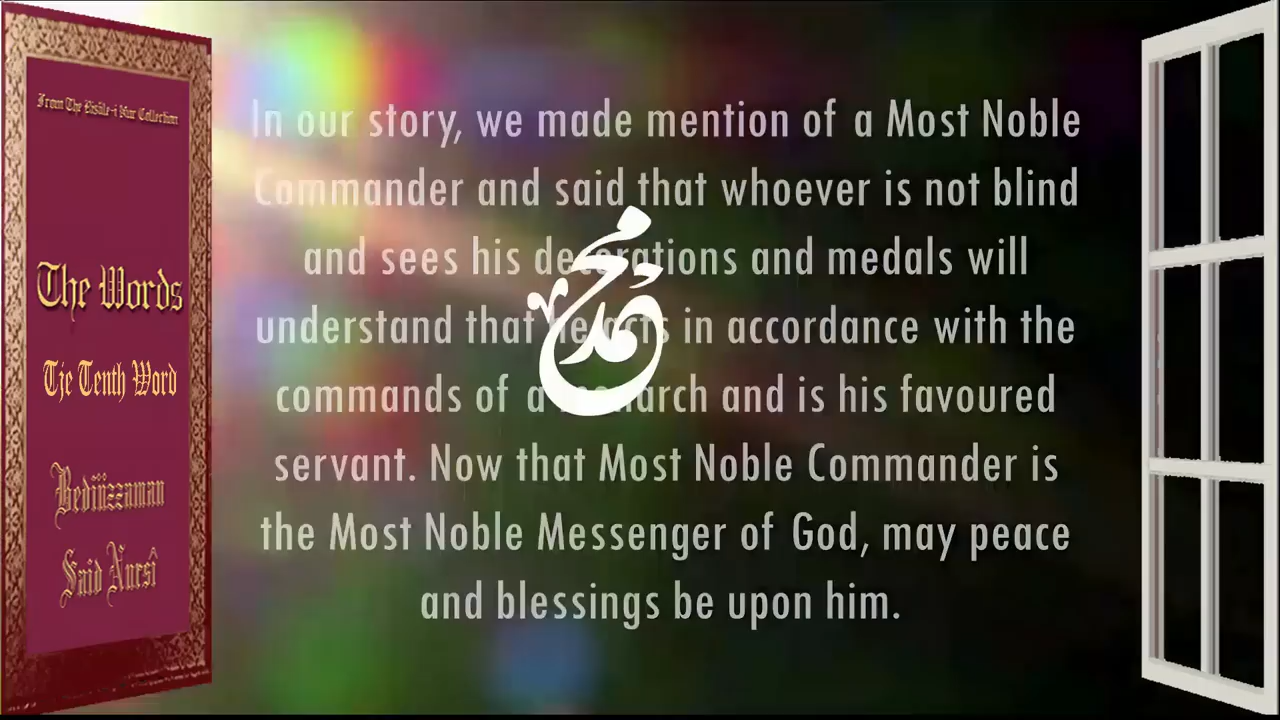 From The Risâle-i Nur Collection
The Words
Tje Tenth Word
Bediüzzaman
Said Nursî
In our story, we made mention of a Most Noble
Commander and said that whoever is not blind
and sees his decorations and medals will
understand that he acts in accordance with the
commands of a monarch and is his favoured
servant. Now that Most Noble Commander is
the Most Noble Messenger of God, may peace
and blessings be upon him.
محمد